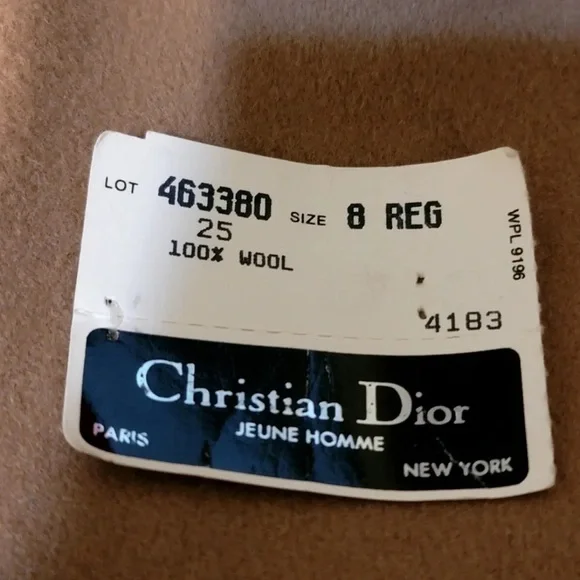 LOT 463380 SIZE 8 REG
25
100% WOOL
WPL 9196
4183
Christian Dior
JEUNE HOMME
PARIS
NEW YORK